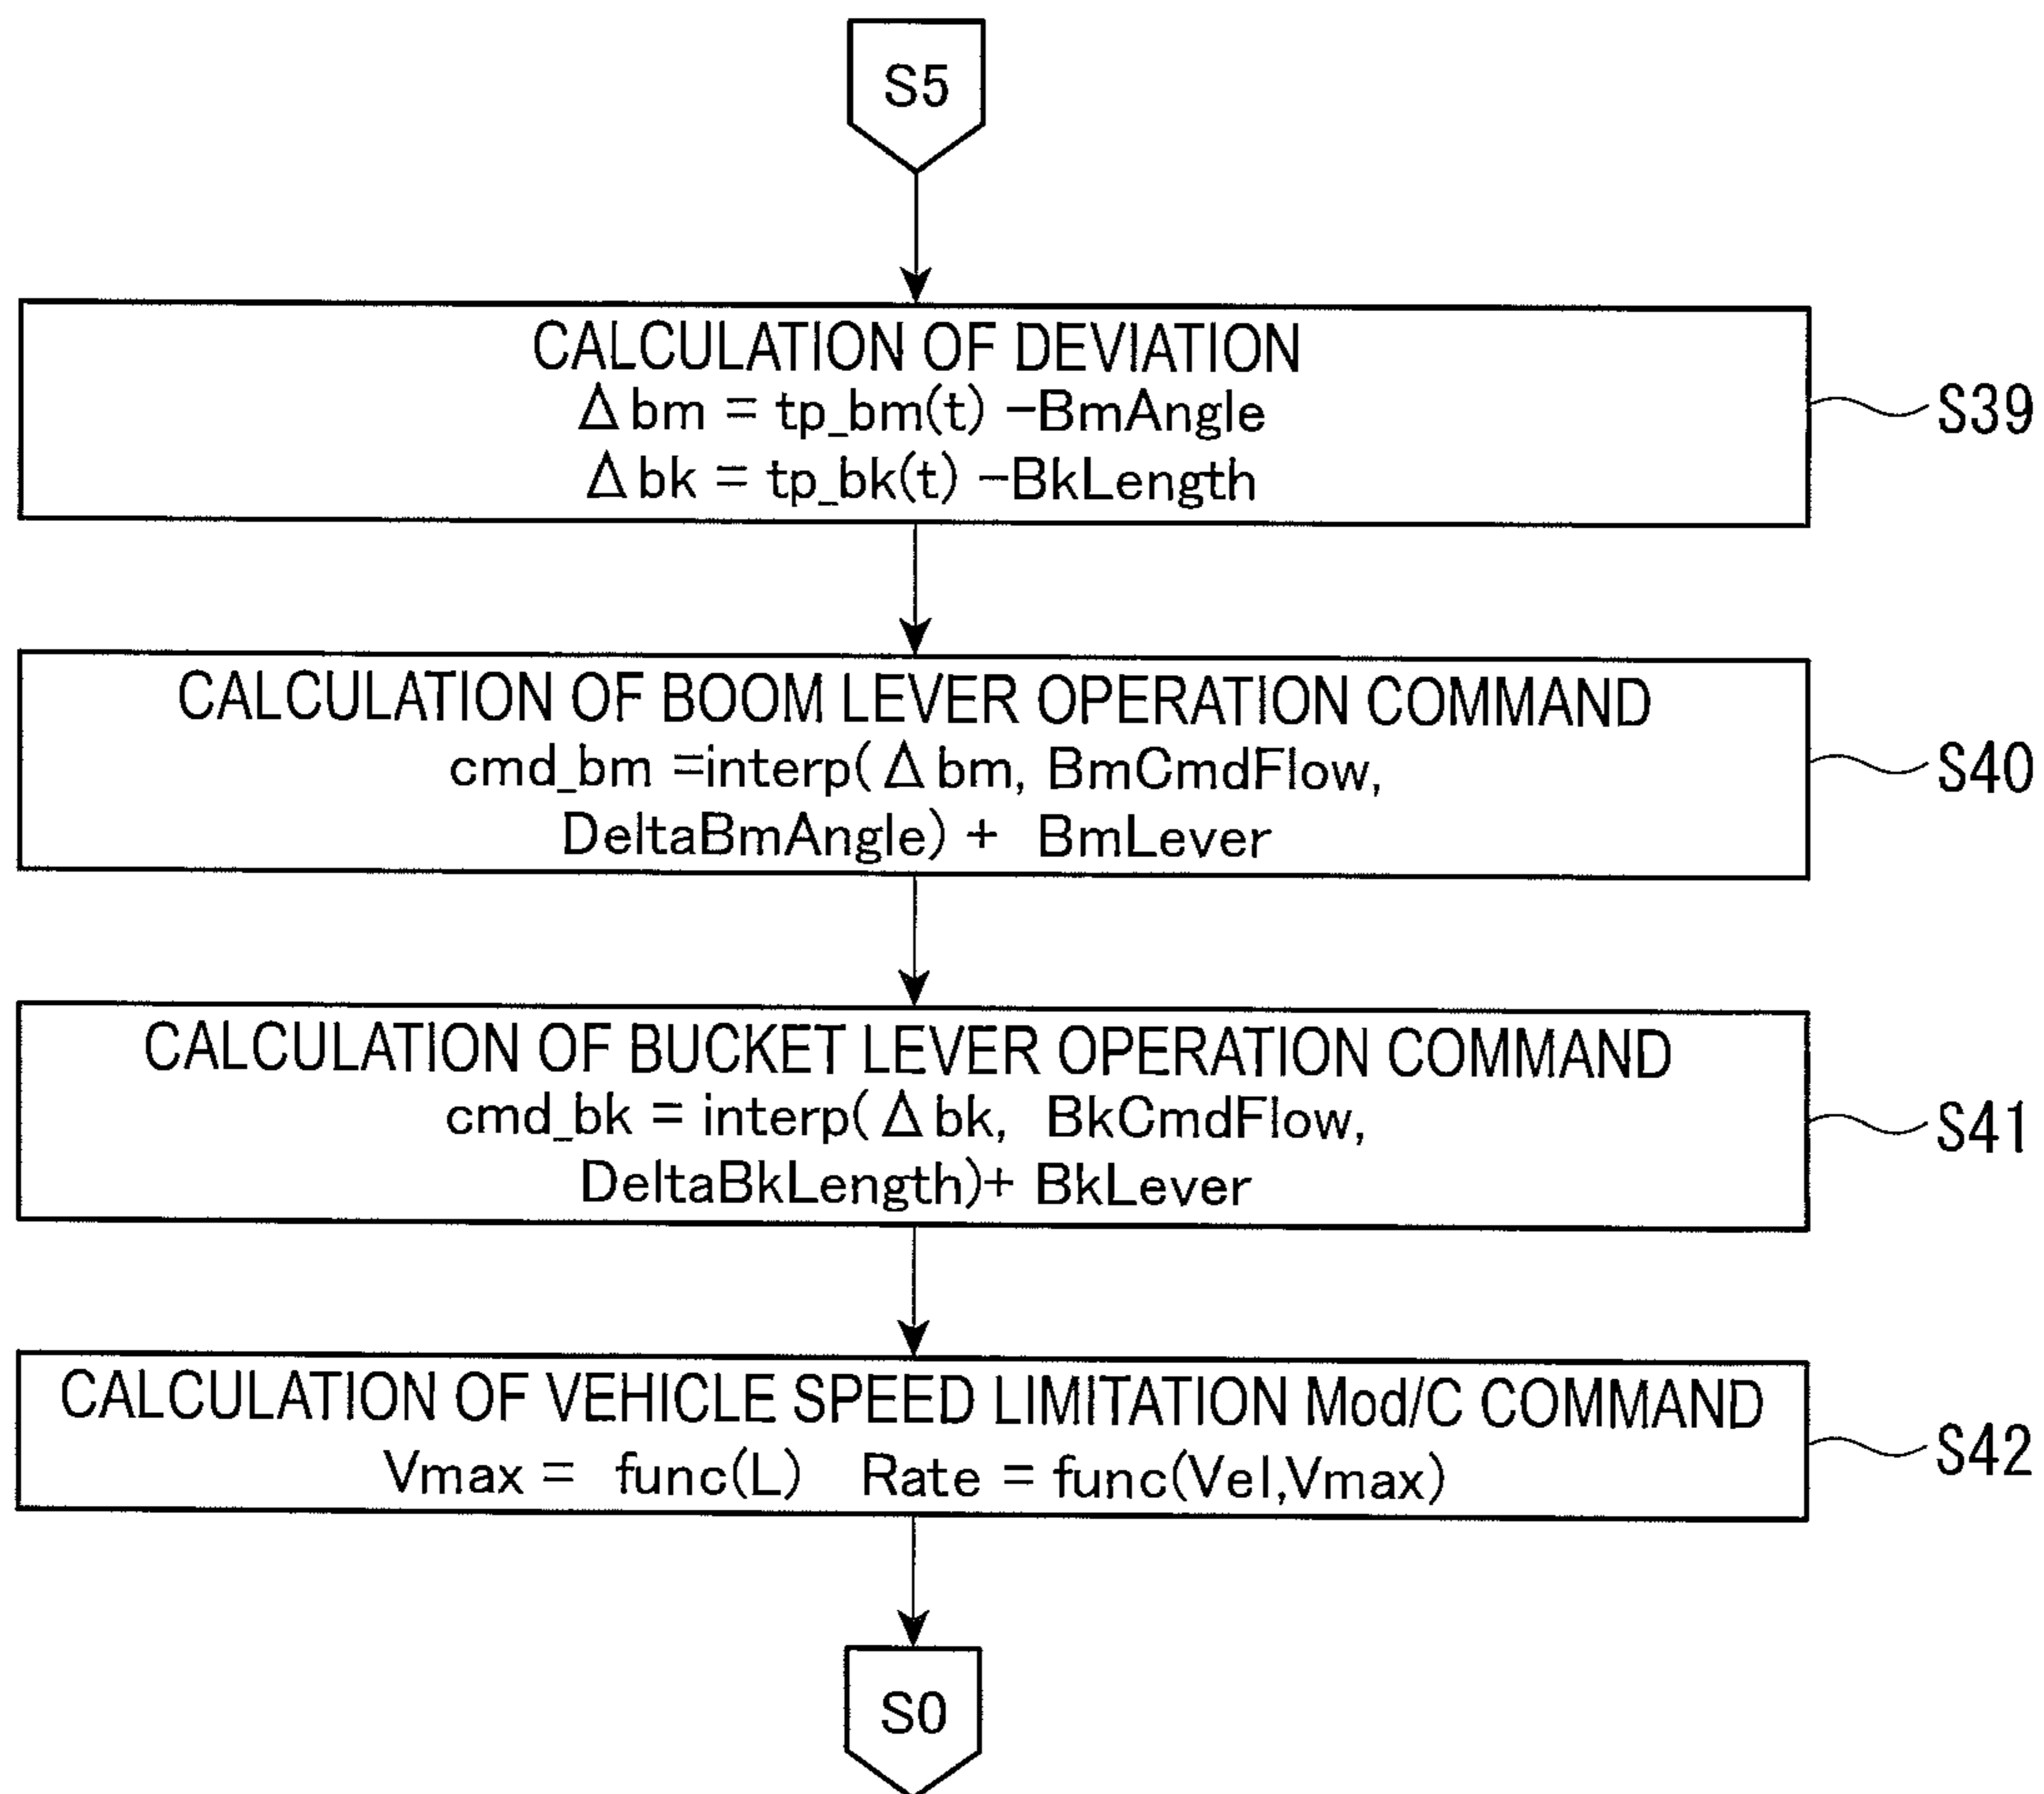 S5
CALCULATION OF DEVIATION
Δbm = tp_bm(t) -BmAngle
Δbk = tp_bk(t) -BkLength
S39
CALCULATION OF BOOM LEVER OPERATION COMMAND
cmd_bm =interp(Δbm, BmCmdFlow,
DeltaBmAngle) + BmLever
S40
CALCULATION OF BUCKET LEVER OPERATION COMMAND
cmd_bk = interp(Δbk, BkCmdFlow,
DeltaBkLength)+ BkLever
S41
CALCULATION OF VEHICLE SPEED LIMITATION Mod/C COMMAND
Vmax = func(L) Rate = func(Vel,Vmax)
S42
S0